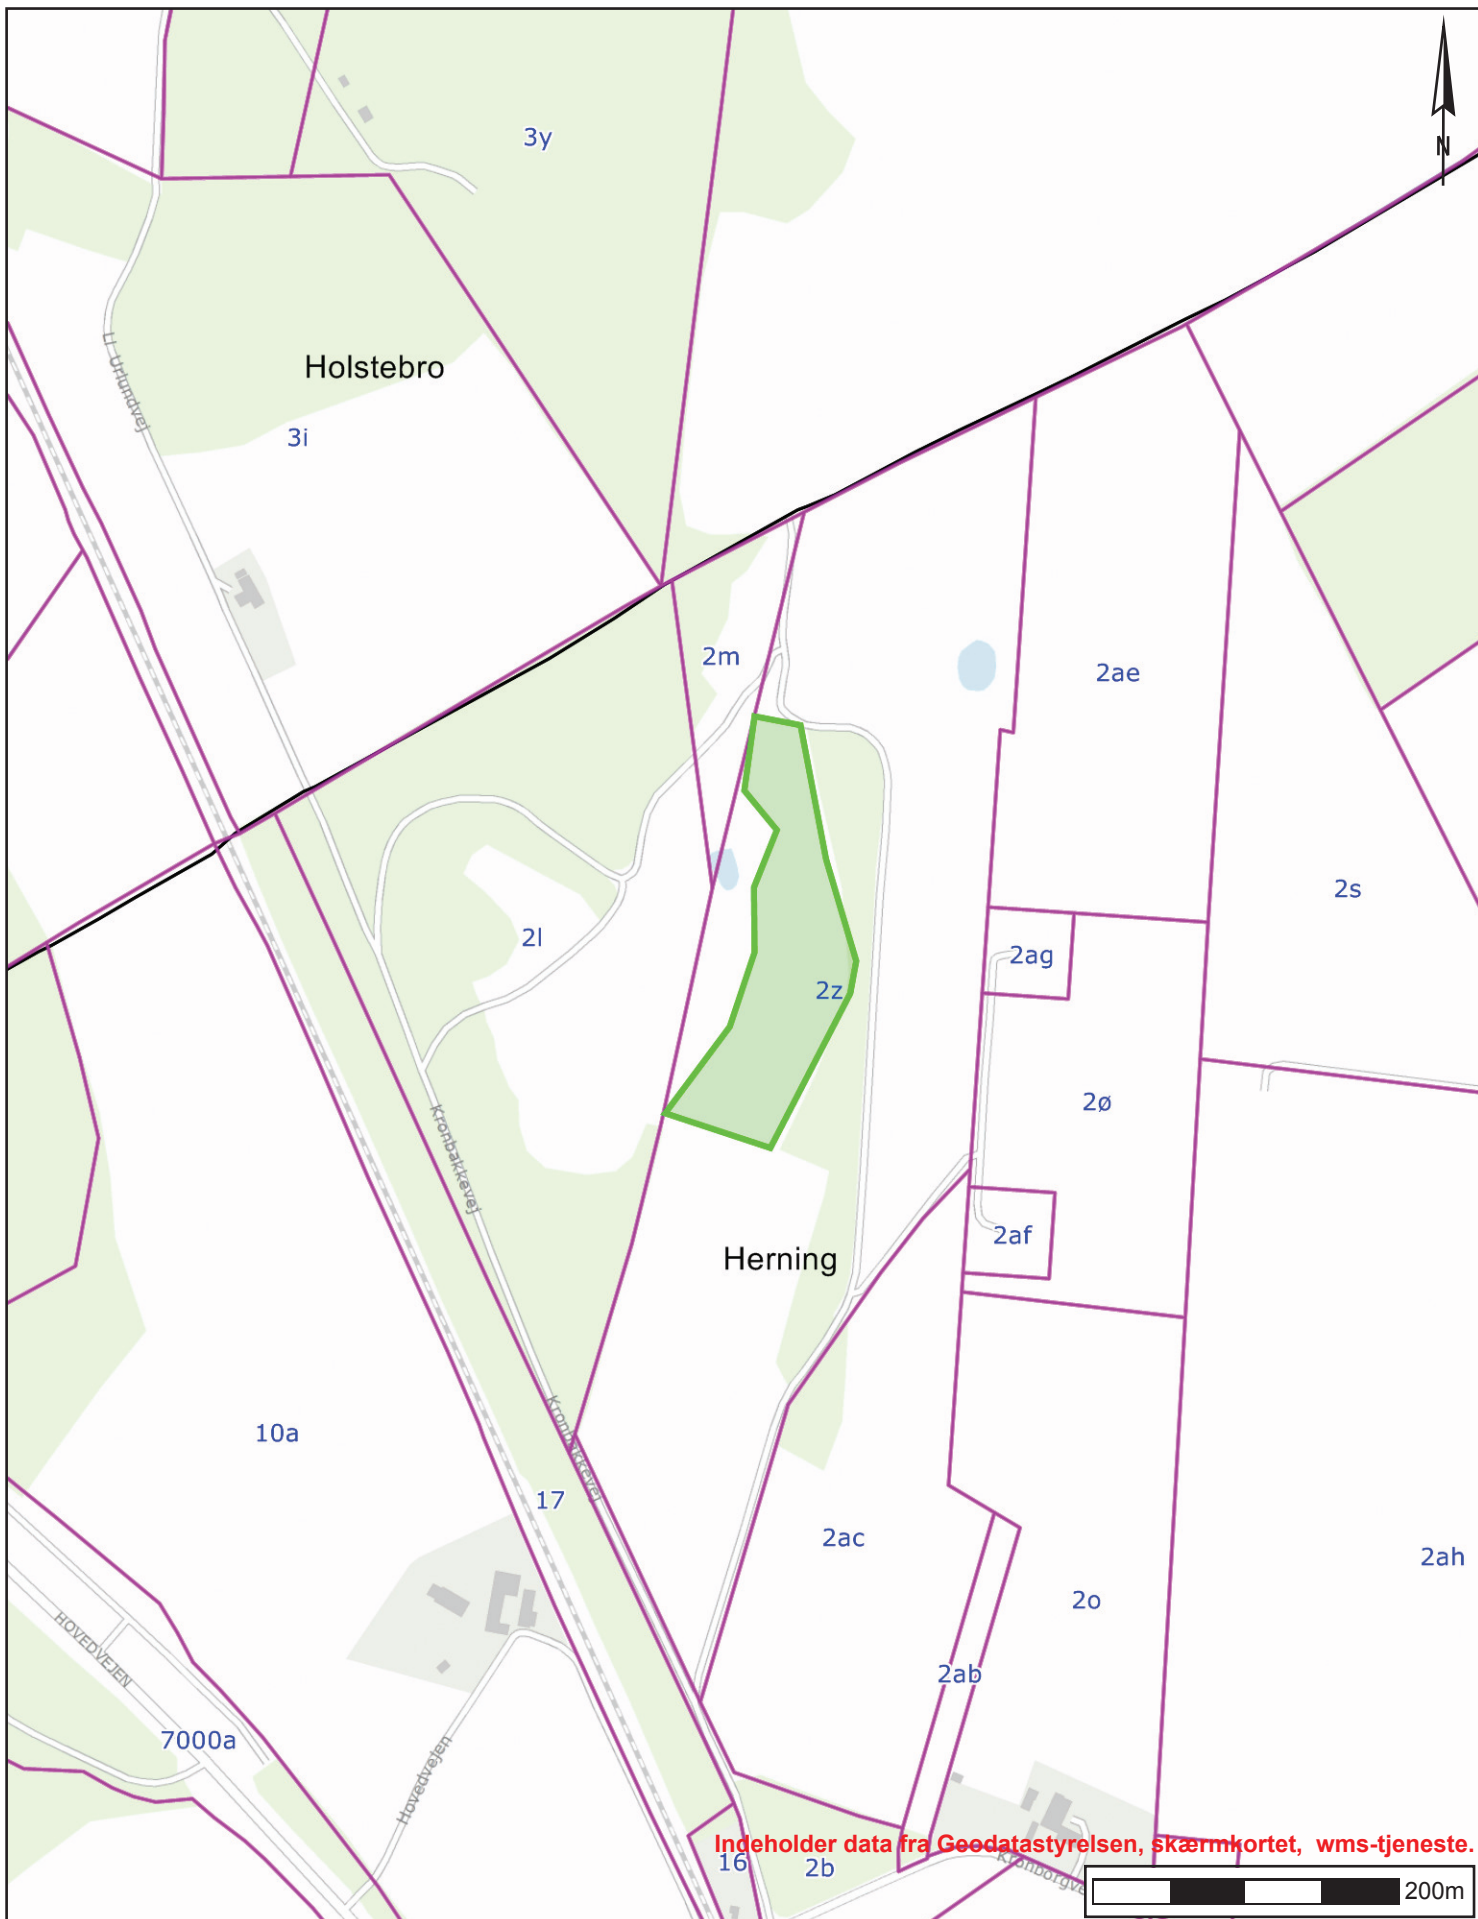 3y
N
Ll Urlundvej
Holstebro
3i
2m
2ae
2s
2l
2ag
2z
2ø
Kronbakkevej
2af
Herning
Kronbakkevej
10a
17
2ac
2ah
2o
HOVEDVEJEN
2ab
7000a
Hovedvejen
Indeholder data fra Geodatastyrelsen, skærmkortet, wms-tjeneste.
16
2b
200m